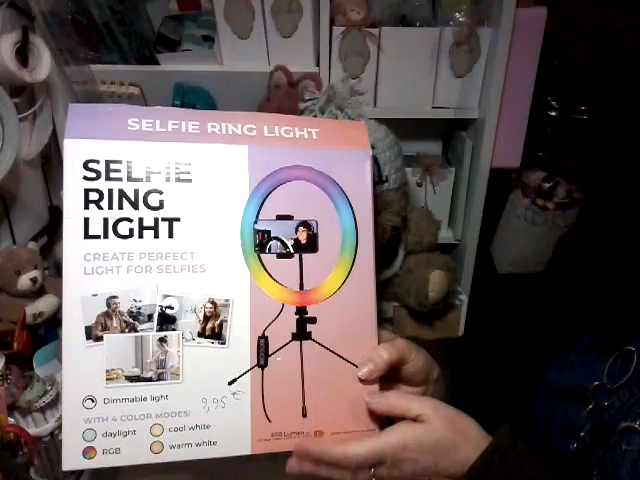 SELFIE RING LIGHT
SELFIE
RING
LIGHT
CREATE PERFECT
LIGHT FOR SELFIES
Dimmable light
9,95 €
WITH 4 COLOR MODES:
daylight
cool white
RGB
warm white